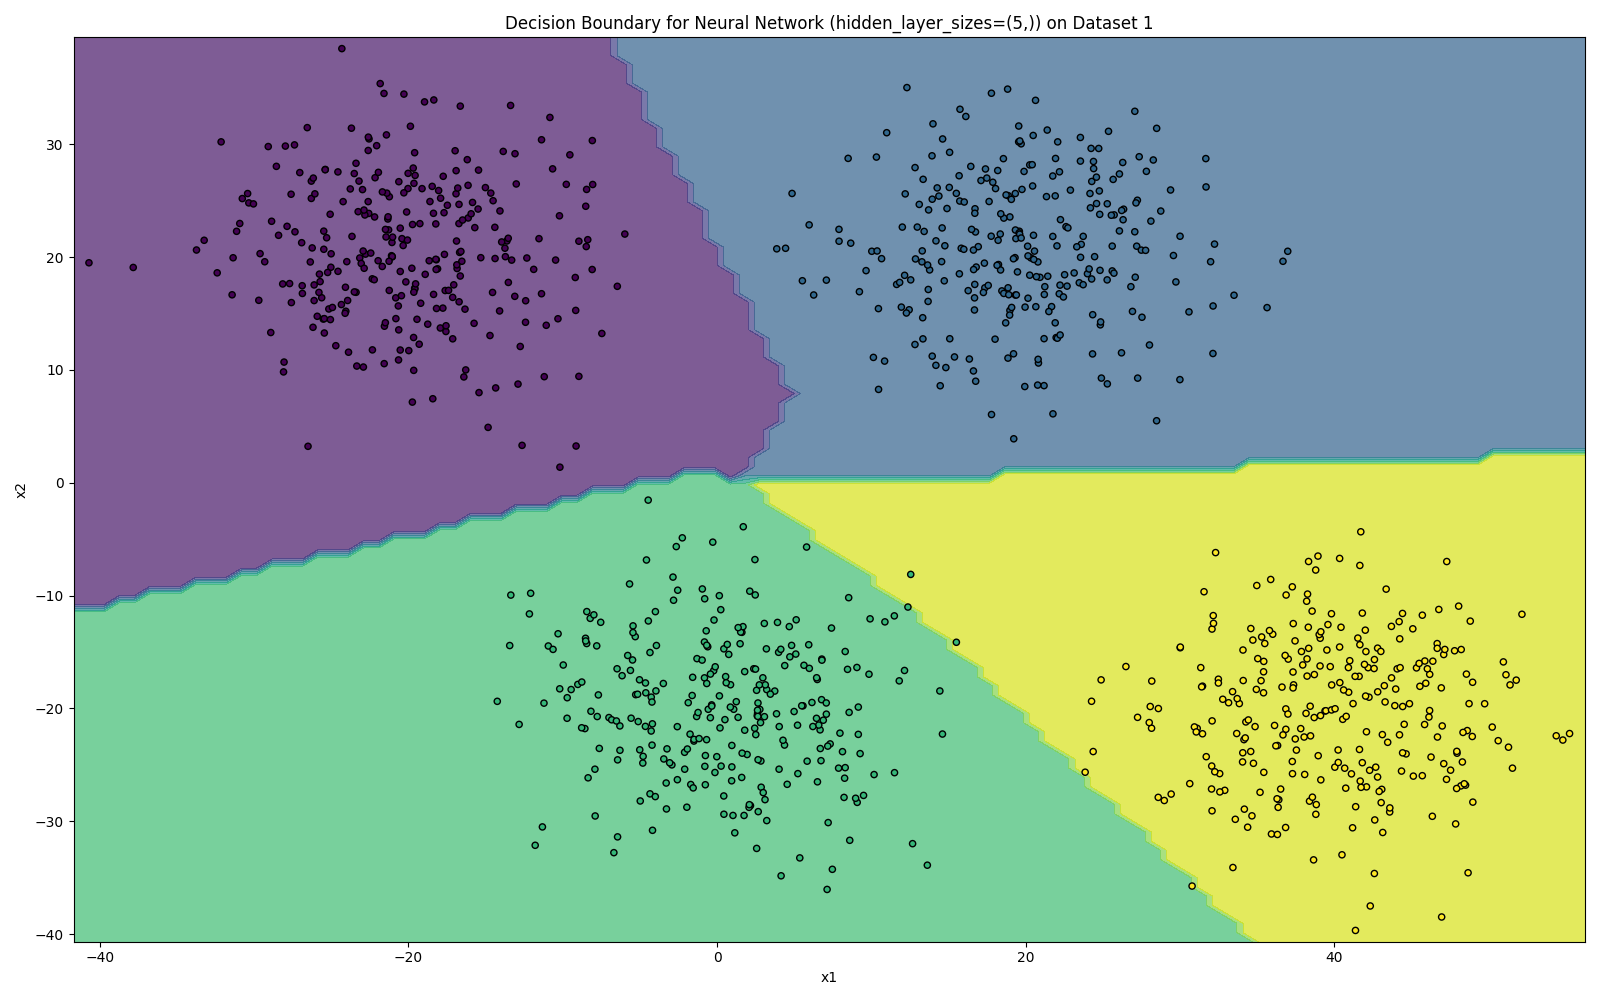 Decision Boundary for Neural Network (hidden_layer_sizes=(5,)) on Dataset 1
30
20
10
0
−10
−20
−30
−40
x2
−40 −20 0 20 40
x1